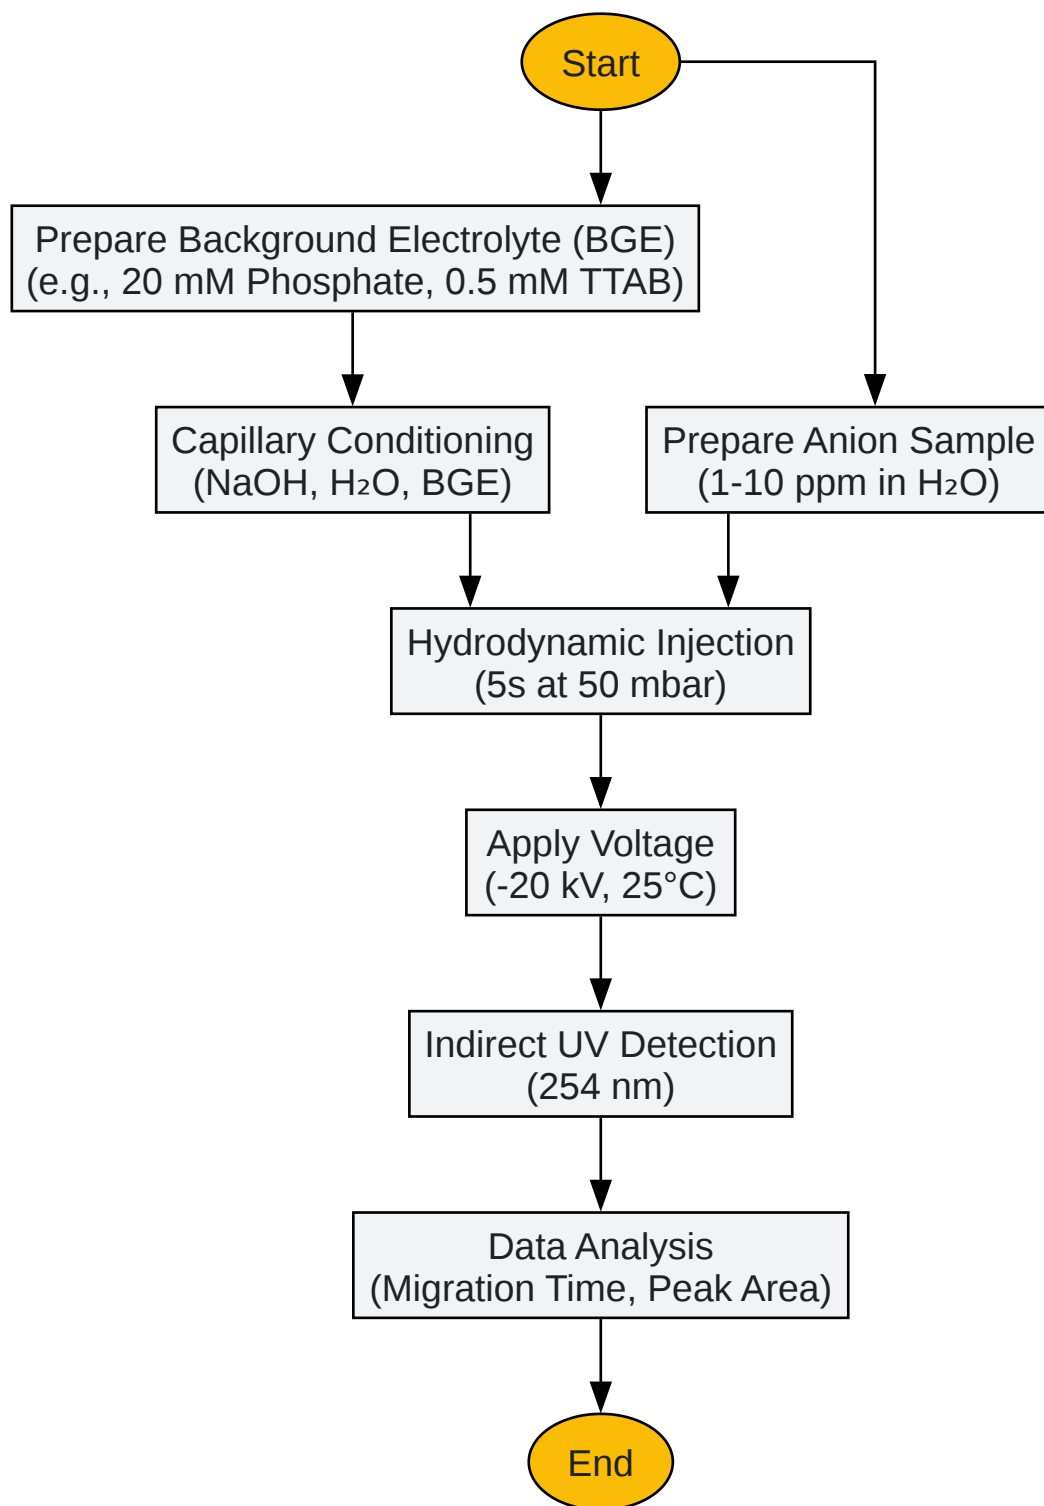 Start
Prepare Background Electrolyte (BGE)
(e.g., 20 mM Phosphate, 0.5 mM TTAB)
Capillary Conditioning
(NaOH, H₂O, BGE)
Prepare Anion Sample
(1-10 ppm in H₂O)
Hydrodynamic Injection
(5s at 50 mbar)
Apply Voltage
(-20 kV, 25°C)
Indirect UV Detection
(254 nm)
Data Analysis
(Migration Time, Peak Area)
End